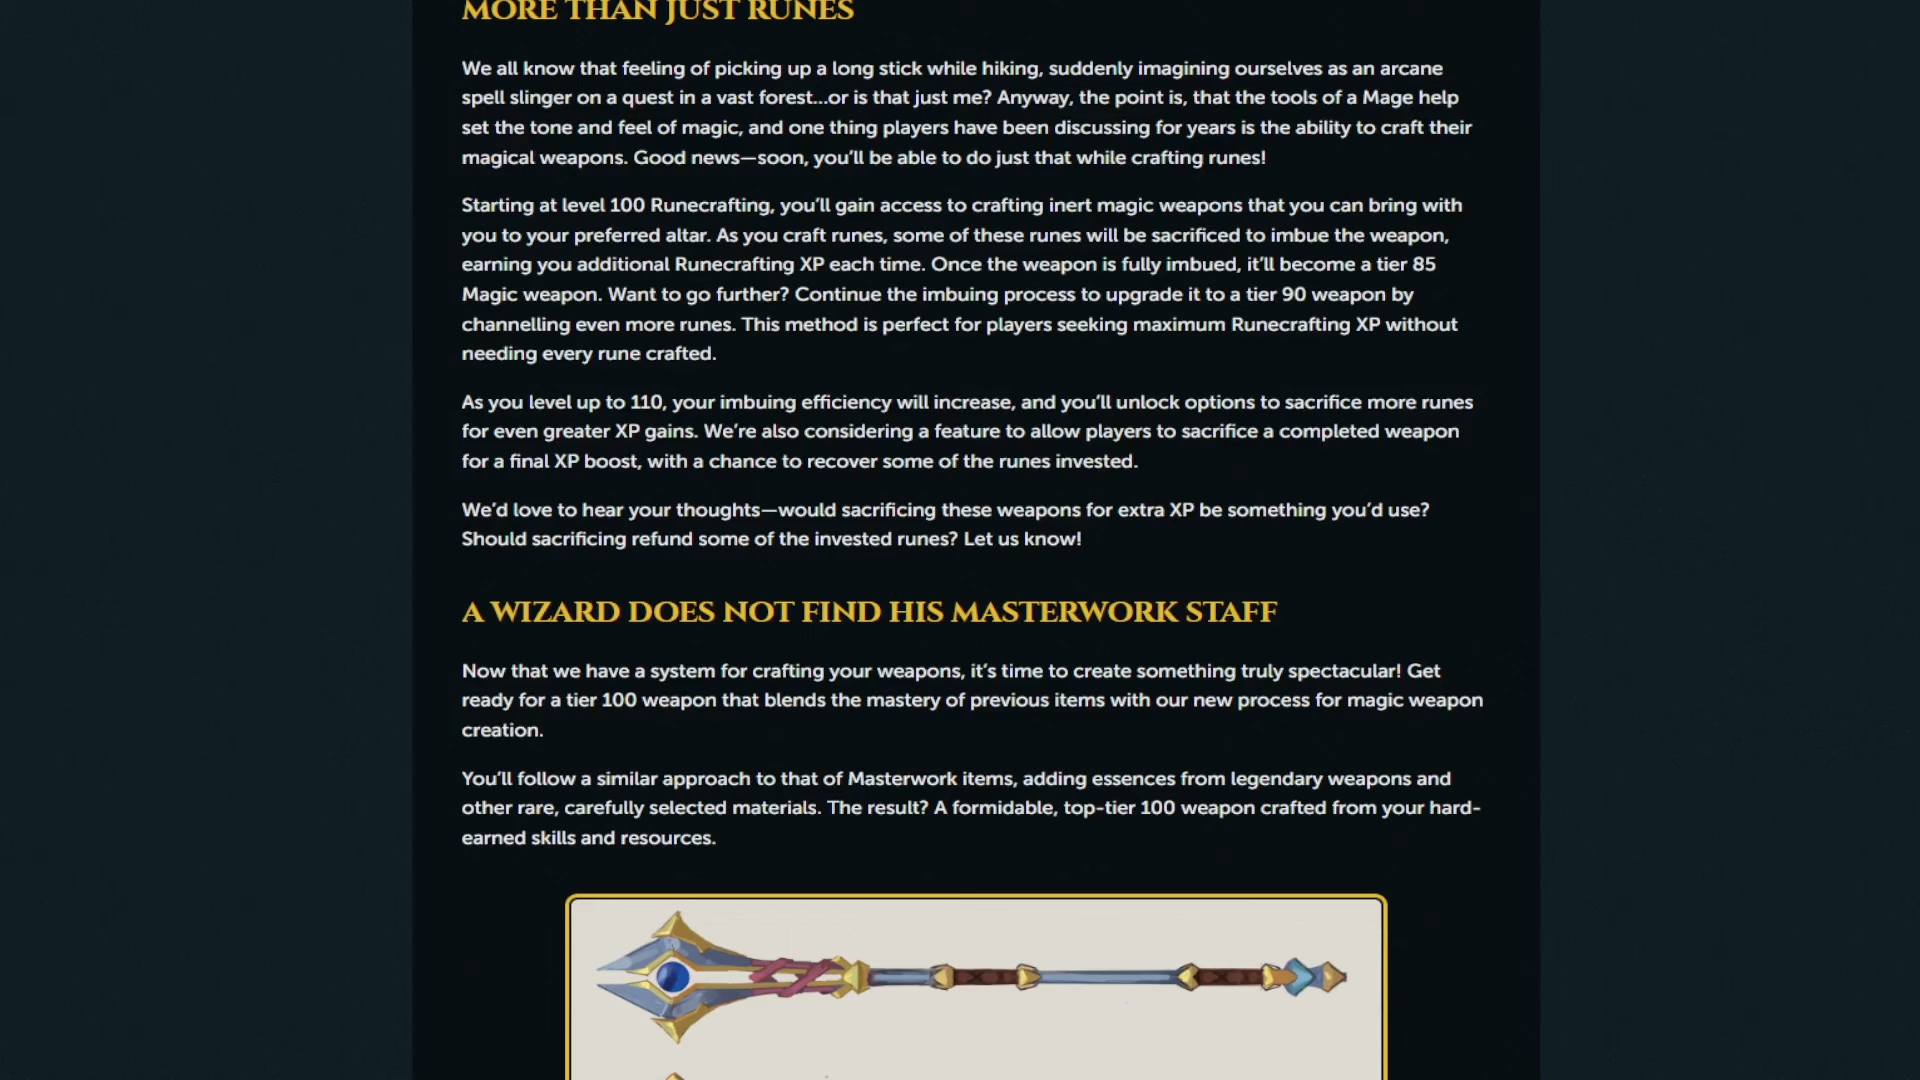 MORE THAN JUST RUNES
We all know that feeling of picking up a long stick while hiking, suddenly imagining ourselves as an arcane
spell slinger on a quest in a vast forest...or is that just me? Anyway, the point is, that the tools of a Mage help
set the tone and feel of magic, and one thing players have been discussing for years is the ability to craft their
magical weapons. Good news—soon, you’ll be able to do just that while crafting runes!
Starting at level 100 Runecrafting, you’ll gain access to crafting inert magic weapons that you can bring with
you to your preferred altar. As you craft runes, some of these runes will be sacrificed to imbue the weapon,
earning you additional Runecrafting XP each time. Once the weapon is fully imbued, it’ll become a tier 85
Magic weapon. Want to go further? Continue the imbuing process to upgrade it to a tier 90 weapon by
channelling even more runes. This method is perfect for players seeking maximum Runecrafting XP without
needing every rune crafted.
As you level up to 110, your imbuing efficiency will increase, and you’ll unlock options to sacrifice more runes
for even greater XP gains. We’re also considering a feature to allow players to sacrifice a completed weapon
for a final XP boost, with a chance to recover some of the runes invested.
We’d love to hear your thoughts—would sacrificing these weapons for extra XP be something you’d use?
Should sacrificing refund some of the invested runes? Let us know!
A WIZARD DOES NOT FIND HIS MASTERWORK STAFF
Now that we have a system for crafting your weapons, it’s time to create something truly spectacular! Get
ready for a tier 100 weapon that blends the mastery of previous items with our new process for magic weapon
creation.
You’ll follow a similar approach to that of Masterwork items, adding essences from legendary weapons and
other rare, carefully selected materials. The result? A formidable, top-tier 100 weapon crafted from your hard-
earned skills and resources.